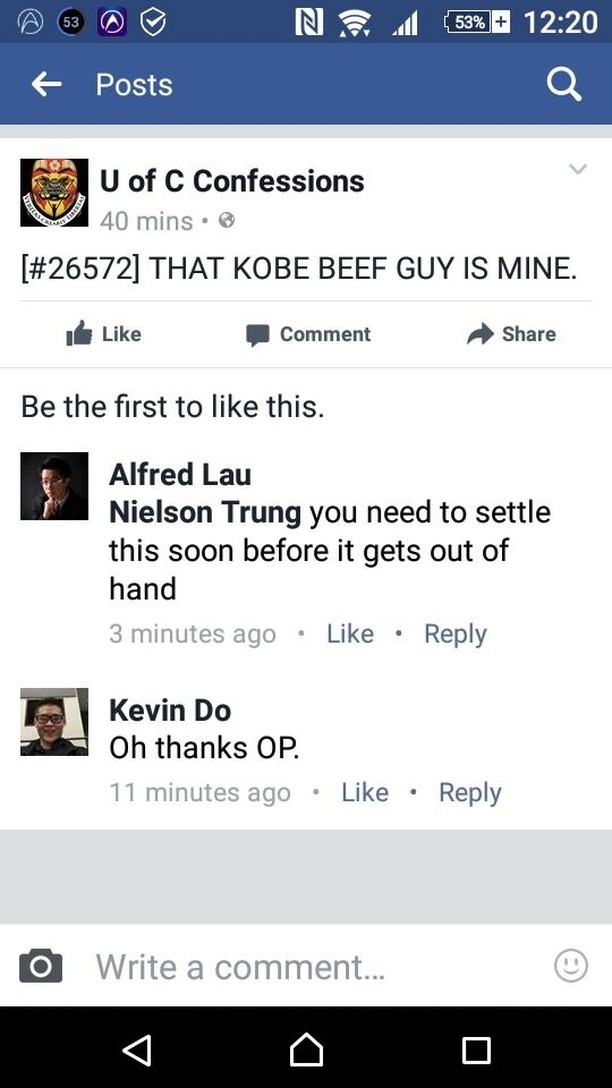 53
53%
12:20
Posts
U of C Confessions
40 mins •
[#26572] THAT KOBE BEEF GUY IS MINE.
Like Comment Share
Be the first to like this.
Alfred Lau
Nielson Trung you need to settle
this soon before it gets out of
hand
3 minutes ago • Like • Reply
Kevin Do
Oh thanks OP.
11 minutes ago • Like • Reply
Write a comment...